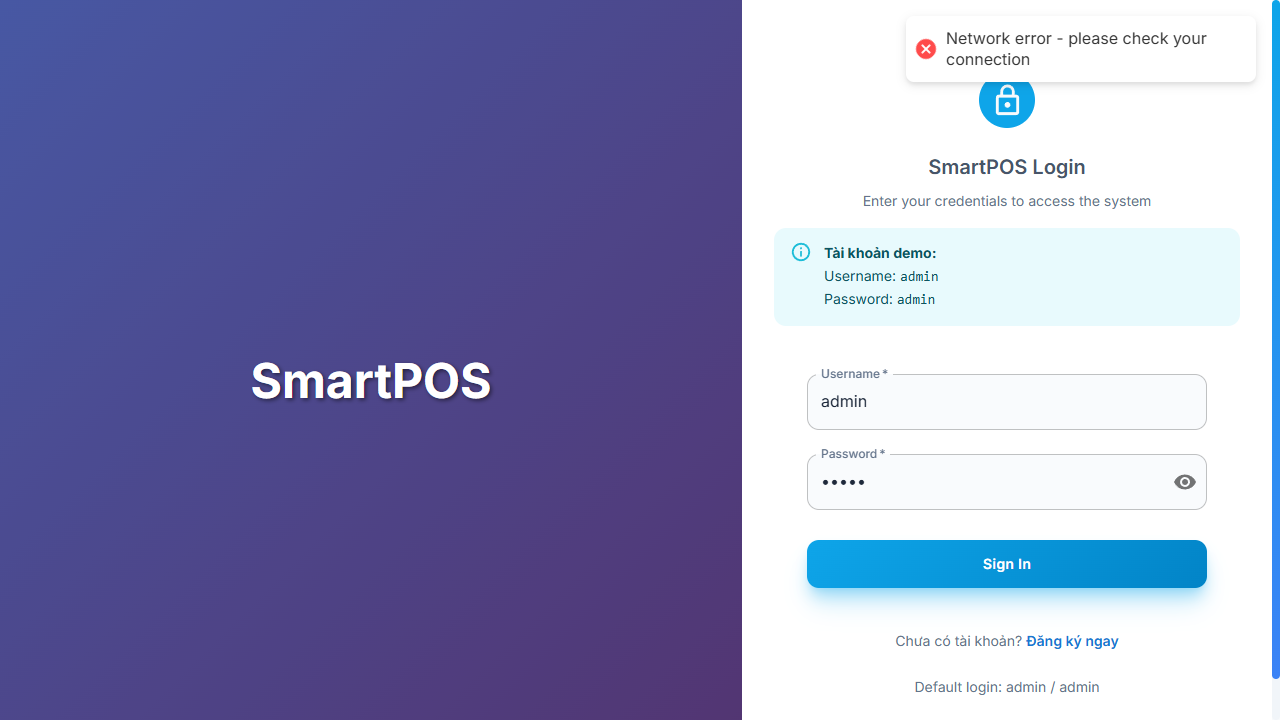 Network error - please check your
connection
SmartPOS Login
Enter your credentials to access the system
Tài khoản demo:
Username: admin
Password: admin
SmartPOS
Username *
admin
Password *
•••••
Sign In
Chưa có tài khoản? Đăng ký ngay
Default login: admin / admin